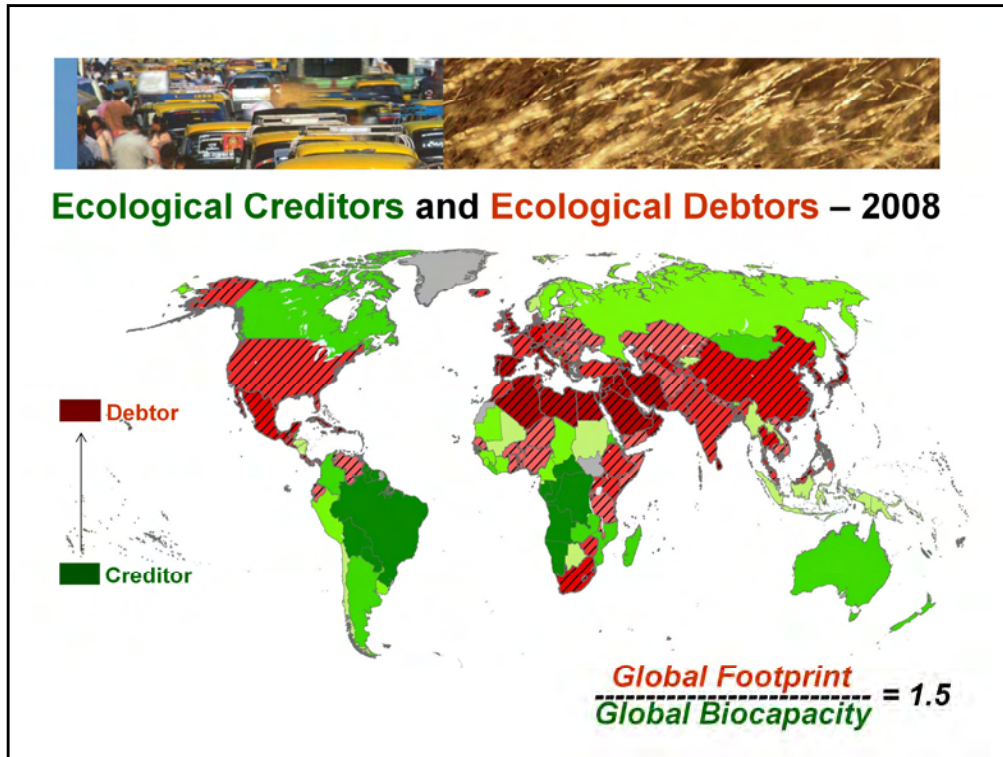 Ecological Creditors and Ecological Debtors – 2008
Debtor
Creditor
Global Footprint
---------------------------- = 1.5
Global Biocapacity